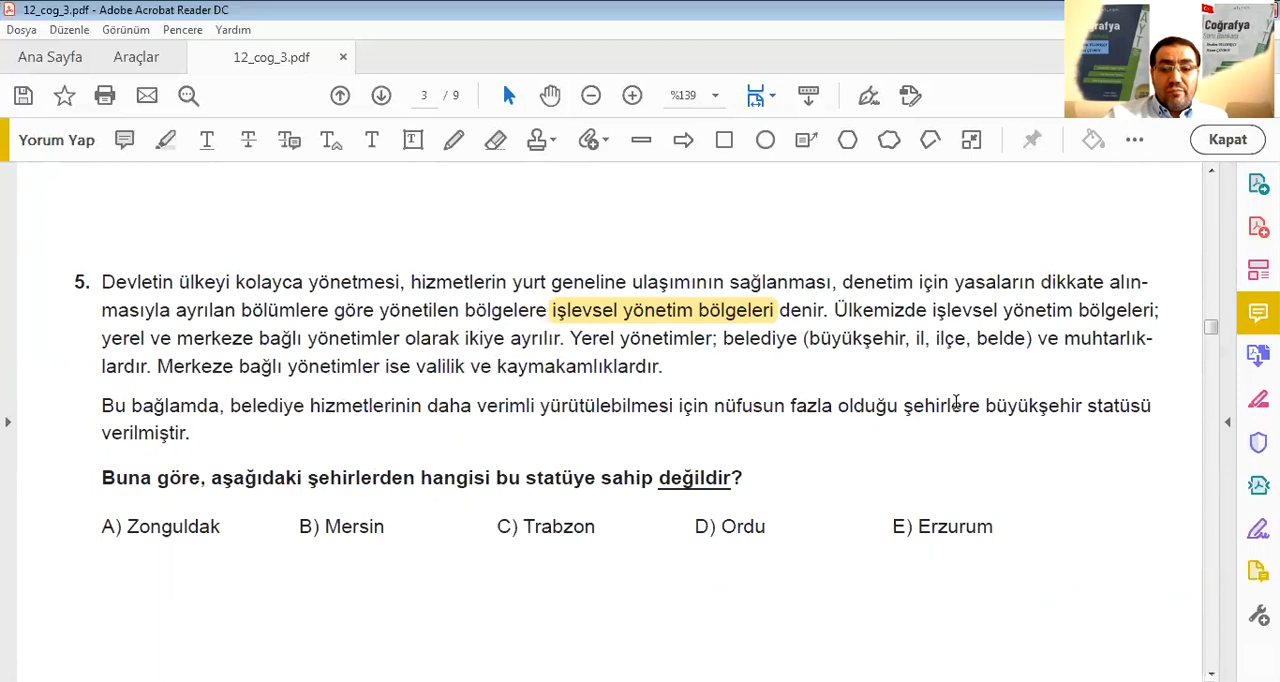 12_cog_3.pdf - Adobe Acrobat Reader DC
Dosya Düzenle Görünüm Pencere Yardım
Ana Sayfa Araçlar 12_cog_3.pdf ×
3 / 9 %139
Yorum Yap Kapat
Coğrafya
5. Devletin ülkeyi kolayca yönetmesi, hizmetlerin yurt geneline ulaşımının sağlanması, denetim için yasaların dikkate alın-
masıyla ayrılan bölümlere göre yönetilen bölgelere işlevsel yönetim bölgeleri denir. Ülkemizde işlevsel yönetim bölgeleri;
yerel ve merkeze bağlı yönetimler olarak ikiye ayrılır. Yerel yönetimler; belediye (büyükşehir, il, ilçe, belde) ve muhtarlık-
lardır. Merkeze bağlı yönetimler ise valilik ve kaymakamlıklardır.
Bu bağlamda, belediye hizmetlerinin daha verimli yürütülebilmesi için nüfusun fazla olduğu şehirlere büyükşehir statüsü
verilmiştir.
Buna göre, aşağıdaki şehirlerden hangisi bu statüye sahip değildir?
A) Zonguldak B) Mersin C) Trabzon D) Ordu E) Erzurum